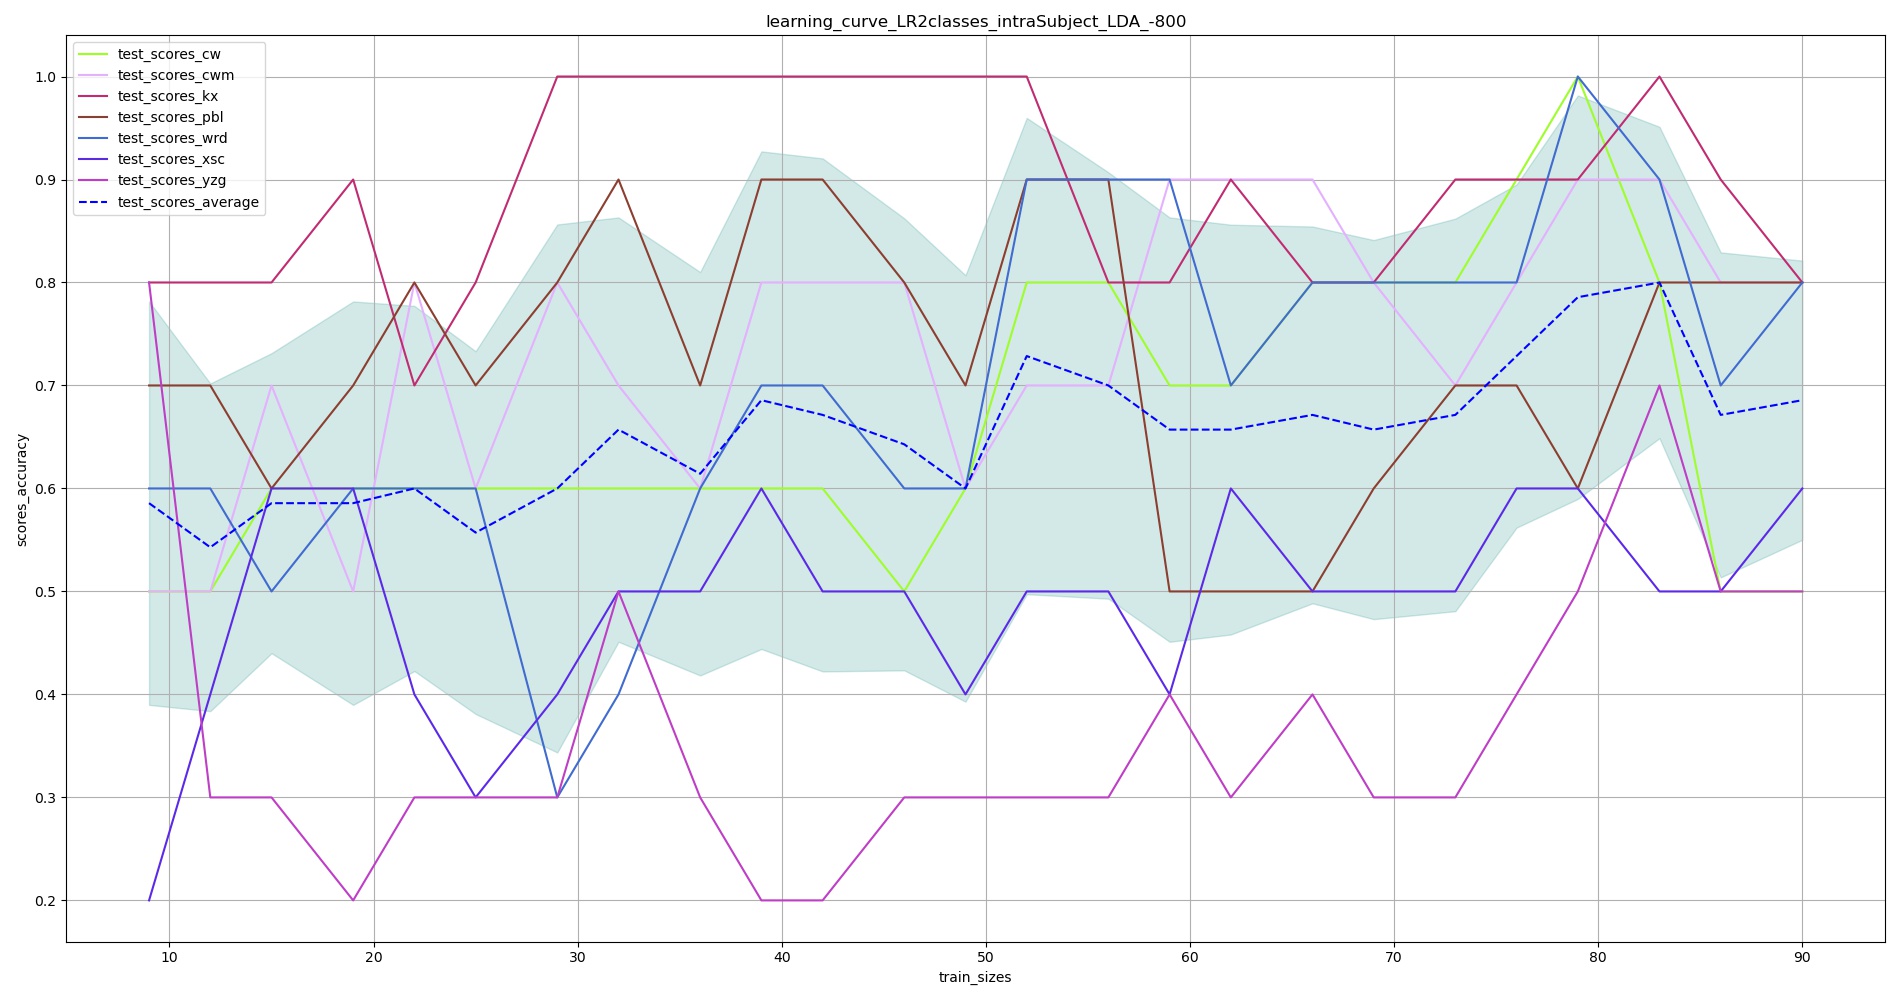 learning_curve_LR2classes_intraSubject_LDA_-800
test_scores_cw
test_scores_cwm
test_scores_kx
test_scores_pbl
test_scores_wrd
test_scores_xsc
test_scores_yzg
test_scores_average
1.0
0.9
0.8
0.7
0.6
0.5
0.4
0.3
0.2
scores_accuracy
10 20 30 40 50 60 70 80 90
train_sizes